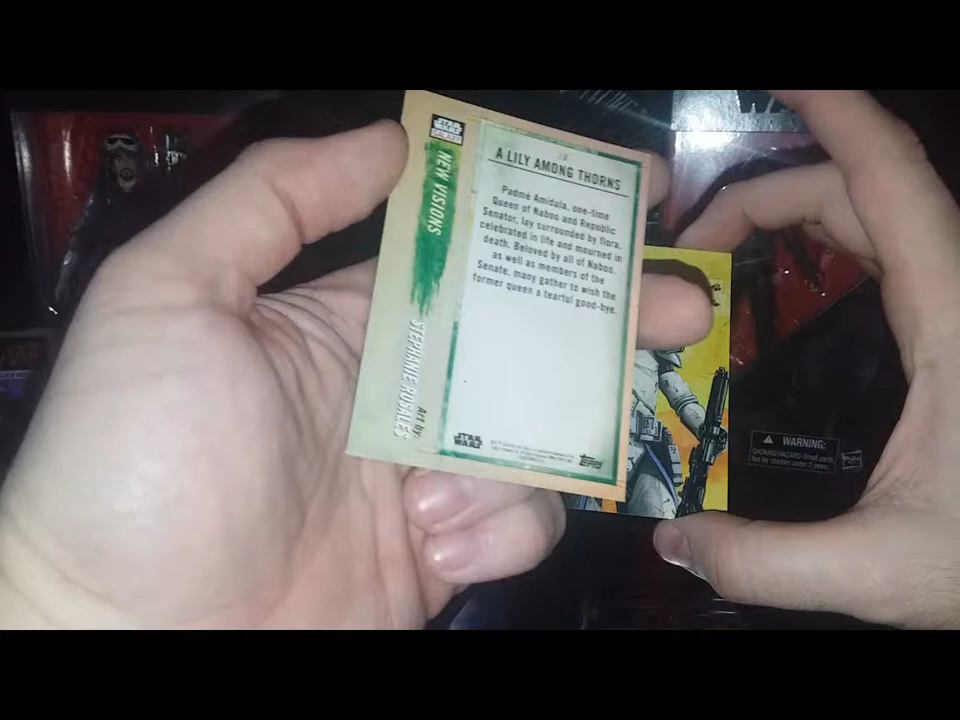 STAR
WARS
GALAXY
NEW VISIONS
Art by:
STEPHANIE ROSALES
A LILY AMONG THORNS
Padmé Amidala, one-time
Queen of Naboo and Republic
Senator, lay surrounded by flora,
celebrated in life and mourned in
death. Beloved by all of Naboo,
as well as members of the
Senate, many gather to wish the
former queen a tearful good-bye.
STAR
WARS
topps
WARNING:
CHOKING HAZARD-Small parts
Not for children under 3 years